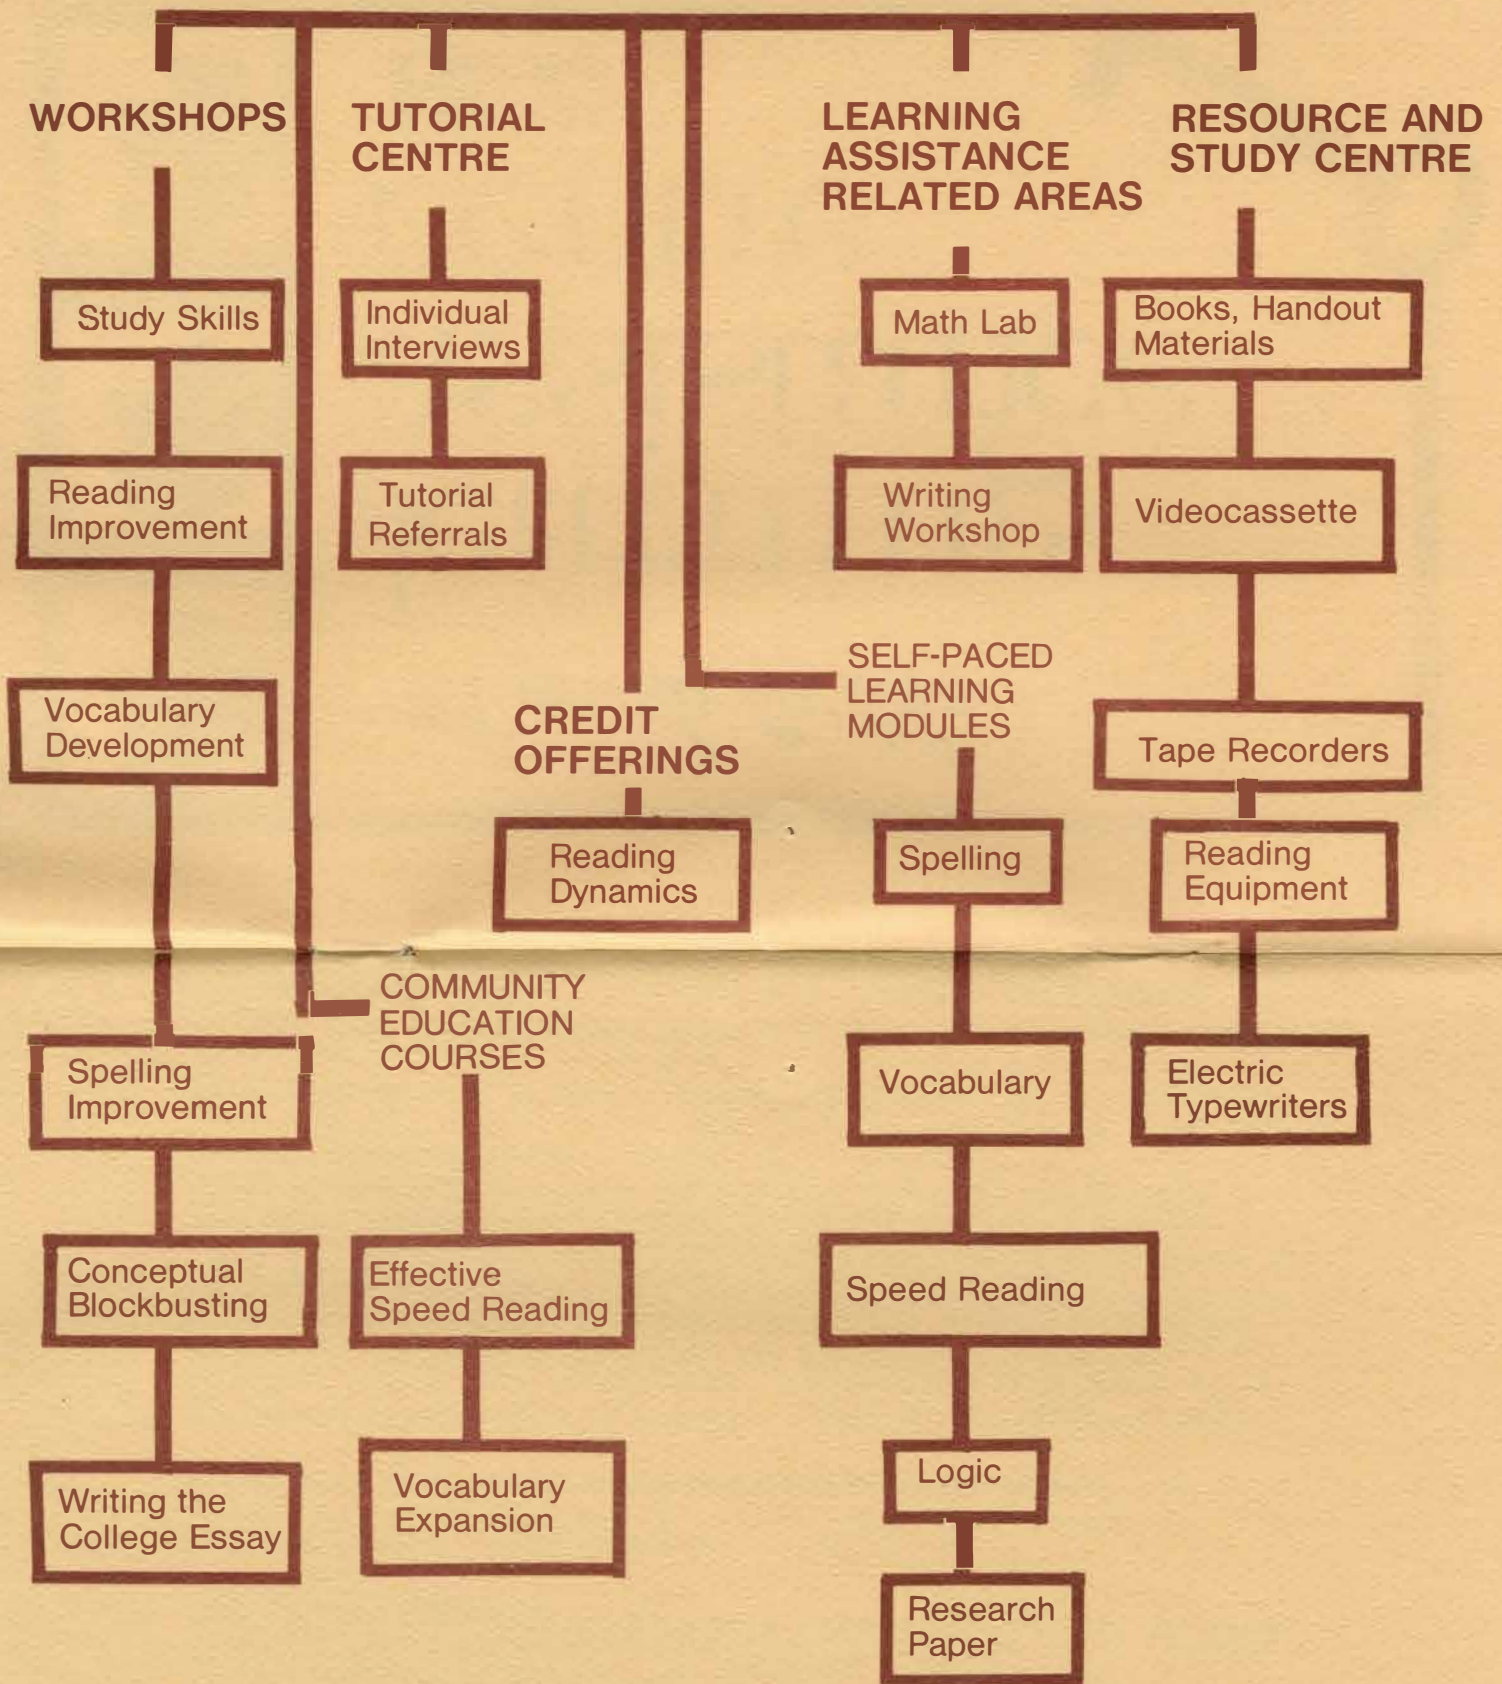 WORKSHOPS
Study Skills
Reading
Improvement
Vocabulary
Development
Spelling
Improvement
Conceptual
Blockbusting
Writing the
College Essay
COMMUNITY
EDUCATION
COURSES
Effective
Speed Reading
Vocabulary
Expansion
TUTORIAL
CENTRE
Individual
Interviews
Tutorial
Referrals
CREDIT
OFFERINGS
Reading
Dynamics
SELF-PACED
LEARNING
MODULES
Spelling
Vocabulary
Speed Reading
Logic
Research
Paper
LEARNING
ASSISTANCE
RELATED AREAS
Math Lab
Writing
Workshop
RESOURCE AND
STUDY CENTRE
Books, Handout
Materials
Videocassette
Tape Recorders
Reading
Equipment
Electric
Typewriters